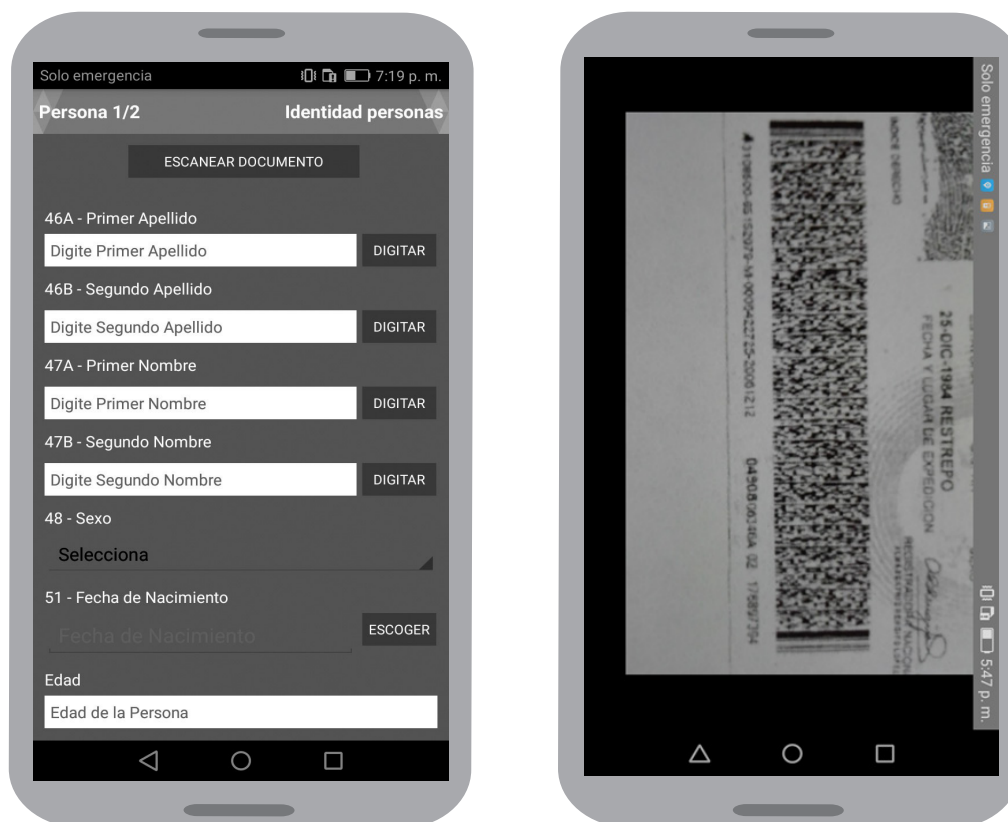 Solo emergencia 7:19 p. m.
Persona 1/2 Identidad personas
ESCANEAR DOCUMENTO
46A - Primer Apellido
Digite Primer Apellido DIGITAR
46B - Segundo Apellido
Digite Segundo Apellido DIGITAR
47A - Primer Nombre
Digite Primer Nombre DIGITAR
47B - Segundo Nombre
Digite Segundo Nombre DIGITAR
48 - Sexo
Selecciona
51 - Fecha de Nacimiento
Fecha de Nacimiento ESCOGER
Edad
Edad de la Persona
Solo emergencia 5:47 p. m.
25-DIC-1984 RESTREPO
FECHA Y LUGAR DE EXPEDICION
INDICE DERECHO